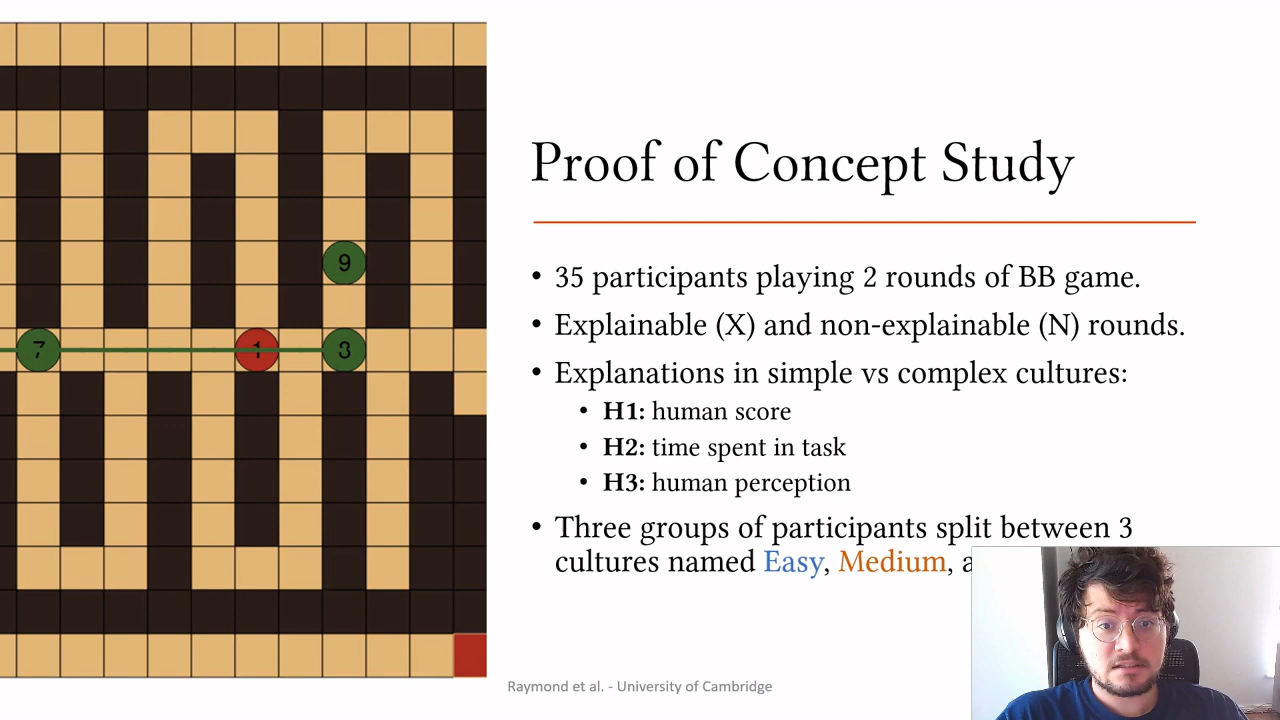 Proof of Concept Study
• 35 participants playing 2 rounds of BB game.
• Explainable (X) and non-explainable (N) rounds.
• Explanations in simple vs complex cultures:
• H1: human score
• H2: time spent in task
• H3: human perception
• Three groups of participants split between 3
cultures named Easy, Medium, a
9
7
1
3
Raymond et al. - University of Cambridge